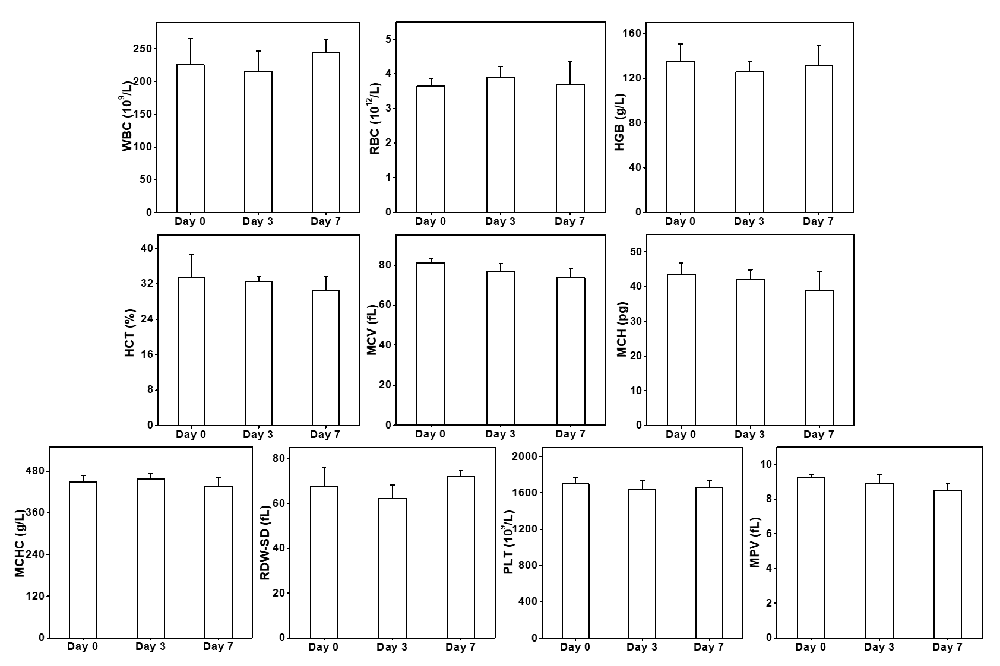 WBC (10⁹/L)
250
200
150
100
50
0
Day 0 Day 3 Day 7
RBC (10¹²/L)
5
4
3
2
1
0
Day 0 Day 3 Day 7
HGB (g/L)
160
120
80
40
0
Day 0 Day 3 Day 7
HCT (%)
40
32
24
16
8
0
Day 0 Day 3 Day 7
MCV (fL)
80
60
40
20
0
Day 0 Day 3 Day 7
MCH (pg)
50
40
30
20
10
0
Day 0 Day 3 Day 7
MCHC (g/L)
480
360
240
120
0
Day 0 Day 3 Day 7
RDW-SD (fL)
80
60
40
20
0
Day 0 Day 3 Day 7
PLT (10⁹/L)
2000
1600
1200
800
400
0
Day 0 Day 3 Day 7
MPV (fL)
10
8
6
4
2
0
Day 0 Day 3 Day 7